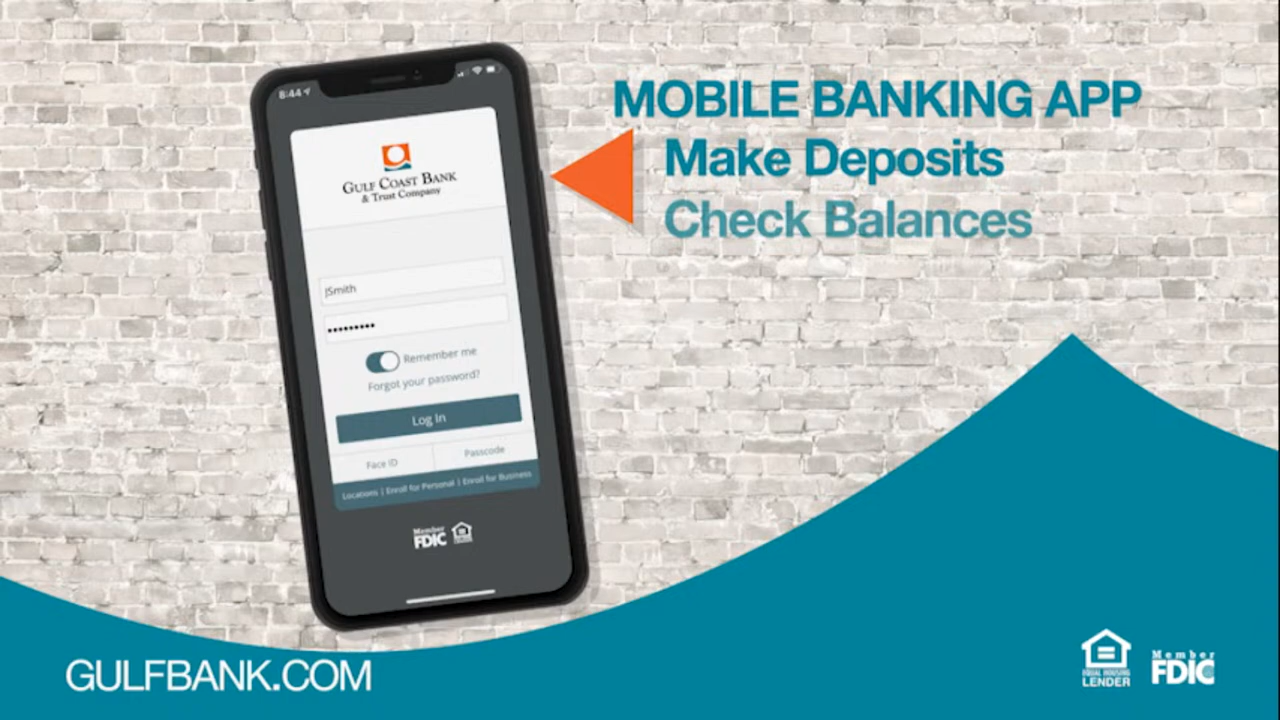 8:44
GULF COAST BANK
& Trust Company
JSmith
•••••••••
Remember me
Forgot your password?
Log In
Face ID
Passcode
Locations | Enroll for Personal | Enroll for Business
Member
FDIC
MOBILE BANKING APP
Make Deposits
Check Balances
GULFBANK.COM
EQUAL HOUSING
LENDER
Member
FDIC